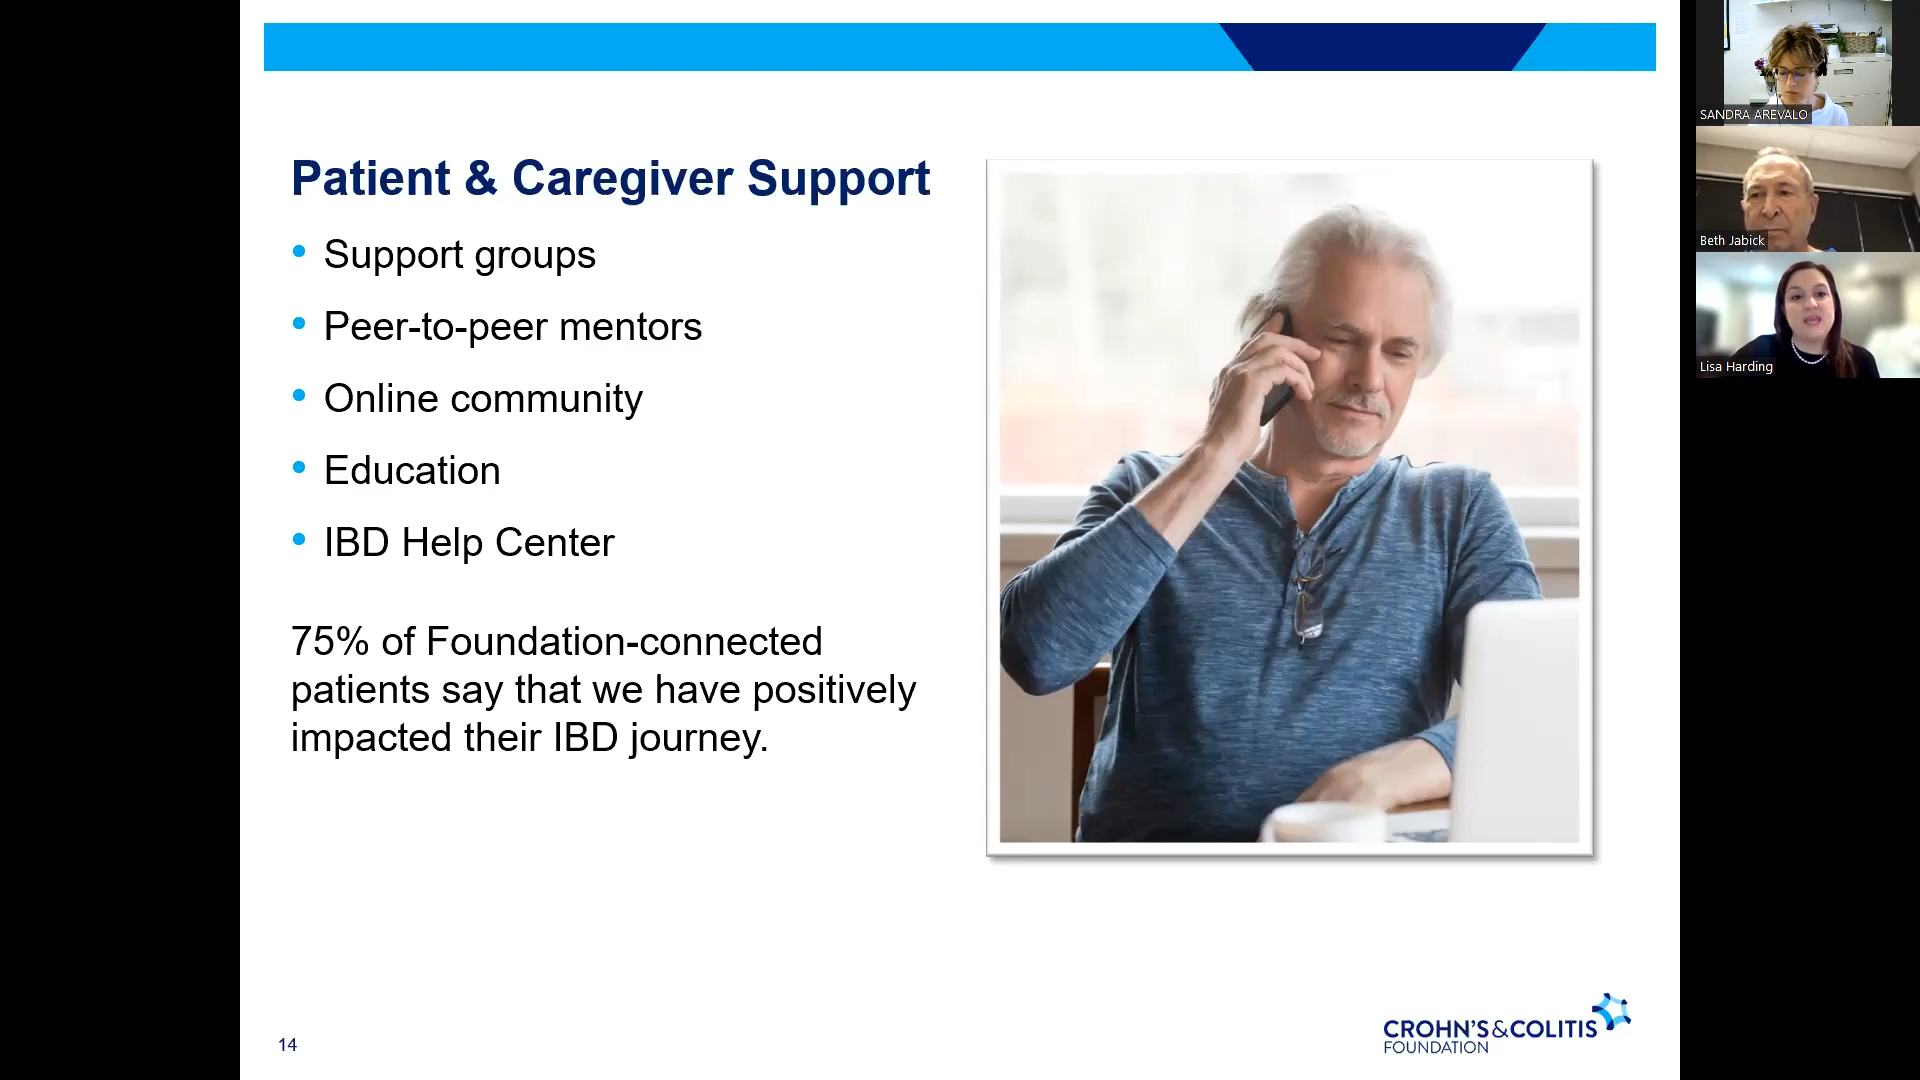 Patient & Caregiver Support
• Support groups
• Peer-to-peer mentors
• Online community
• Education
• IBD Help Center
75% of Foundation-connected
patients say that we have positively
impacted their IBD journey.
14
CROHN'S & COLITIS
FOUNDATION
SANDRA AREVALO
Beth Jabick
Lisa Harding